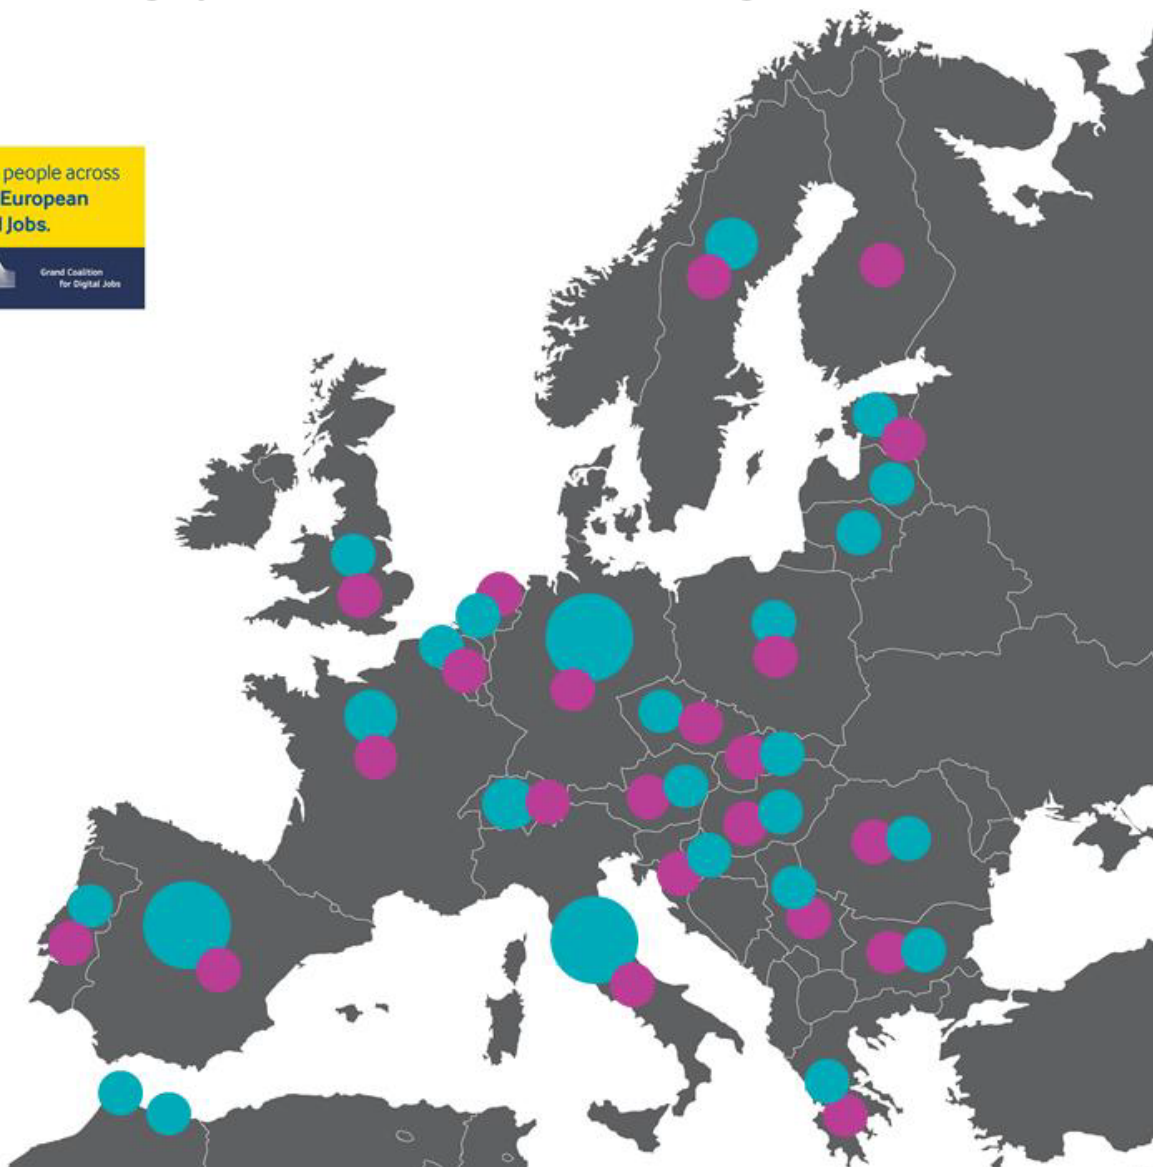 people across
European
Jobs.
Grand Coalition
for Digital Jobs